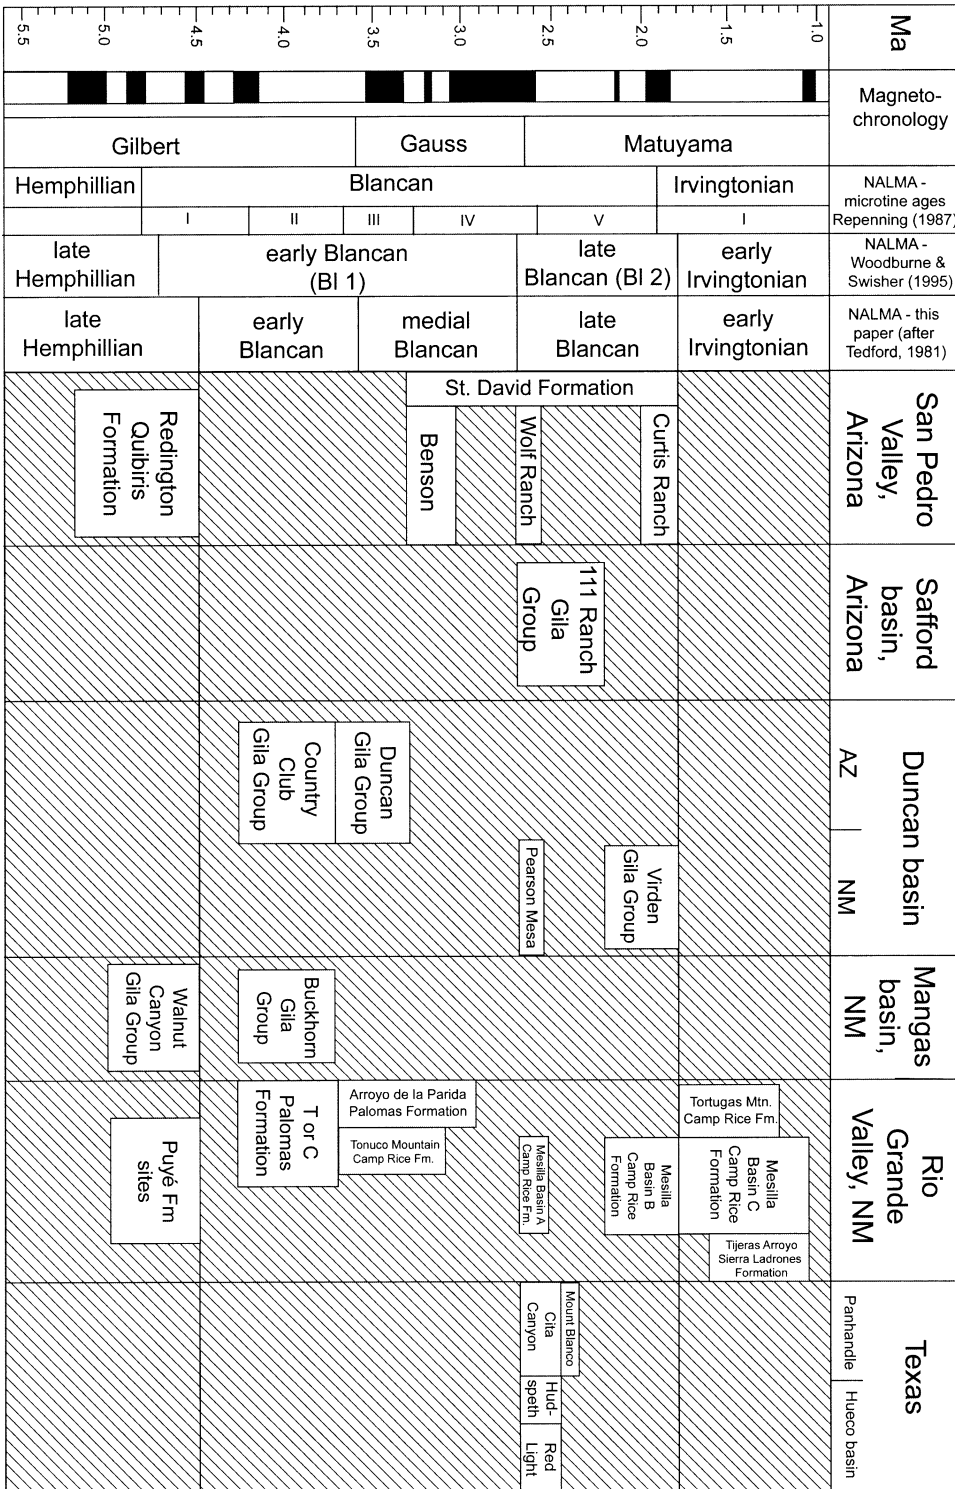 Ma
1.0
1.5
2.0
2.5
3.0
3.5
4.0
4.5
5.0
5.5
Magneto-
chronology
Gilbert
Gauss
Matuyama
NALMA -
microtine ages
Repenning (1987)
Hemphillian
Blancan
Irvingtonian
I
II
III
IV
V
I
NALMA -
Woodburne &
Swisher (1995)
late
Hemphillian
early Blancan
(Bl 1)
late
Blancan (Bl 2)
early
Irvingtonian
NALMA - this
paper (after
Tedford, 1981)
late
Hemphillian
early
Blancan
medial
Blancan
late
Blancan
early
Irvingtonian
San Pedro
Valley,
Arizona
St. David Formation
Curtis Ranch
Wolf Ranch
Benson
Redington
Quibiris
Formation
Safford
basin,
Arizona
111 Ranch
Gila
Group
Duncan basin
AZ
NM
Duncan
Gila Group
Country
Club
Gila Group
Virden
Gila Group
Pearson Mesa
Mangas
basin,
NM
Buckhorn
Gila
Group
Walnut
Canyon
Gila Group
Rio
Grande
Valley, NM
Tortugas Mtn.
Camp Rice Fm.
Mesilla
Basin C
Camp Rice
Formation
Tijeras Arroyo
Sierra Ladrones
Formation
Mesilla
Basin B
Camp Rice
Formation
Mesilla Basin A
Camp Rice Fm.
Arroyo de la Parida
Palomas Formation
Tonuco Mountain
Camp Rice Fm.
T or C
Palomas
Formation
Puyé Fm
sites
Texas
Panhandle
Hueco basin
Mount Blanco
Cita
Canyon
Hud-
speth
Red
Light